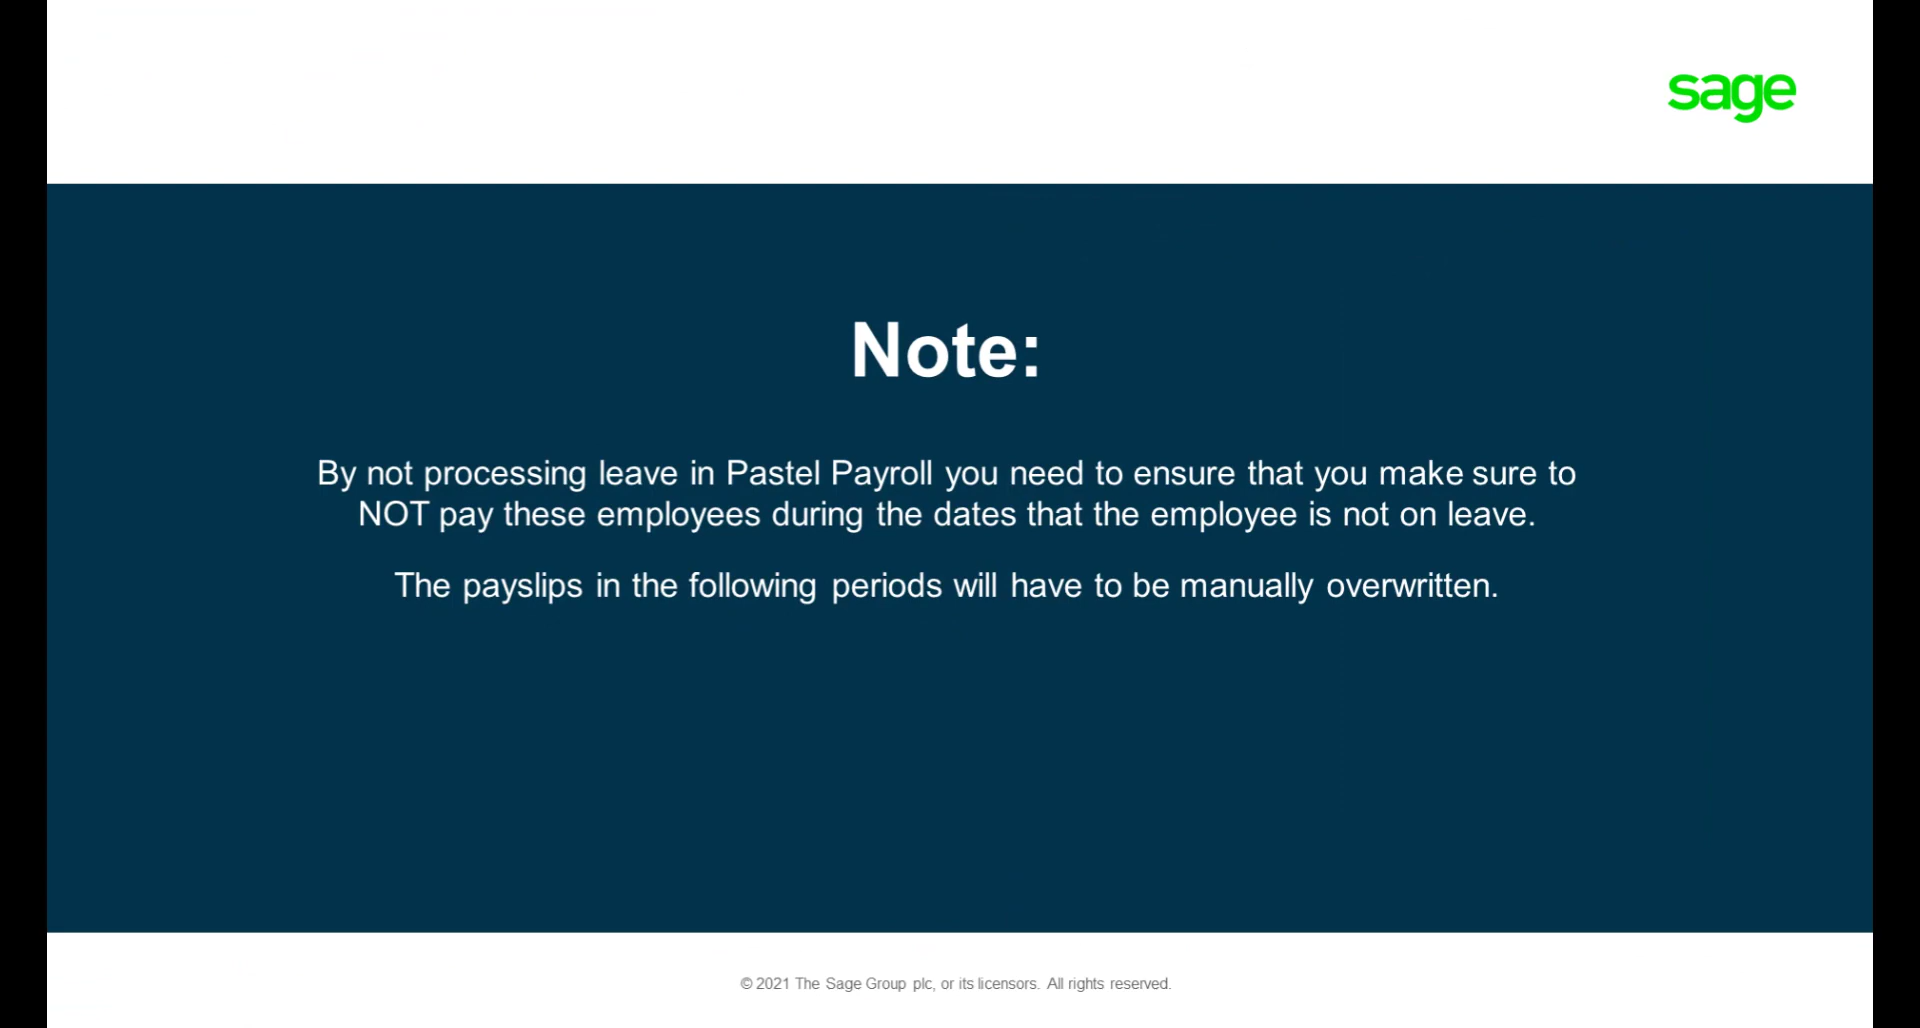 sage
Note:
By not processing leave in Pastel Payroll you need to ensure that you make sure to
NOT pay these employees during the dates that the employee is not on leave.
The payslips in the following periods will have to be manually overwritten.
© 2021 The Sage Group plc, or its licensors. All rights reserved.